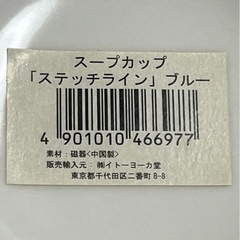 スープカップ
「ステッチライン」ブルー
4 901010 466977
素材：磁器<中国製>
販売輸入元：㈱イトーヨーカ堂
東京都千代田区二番町8-8